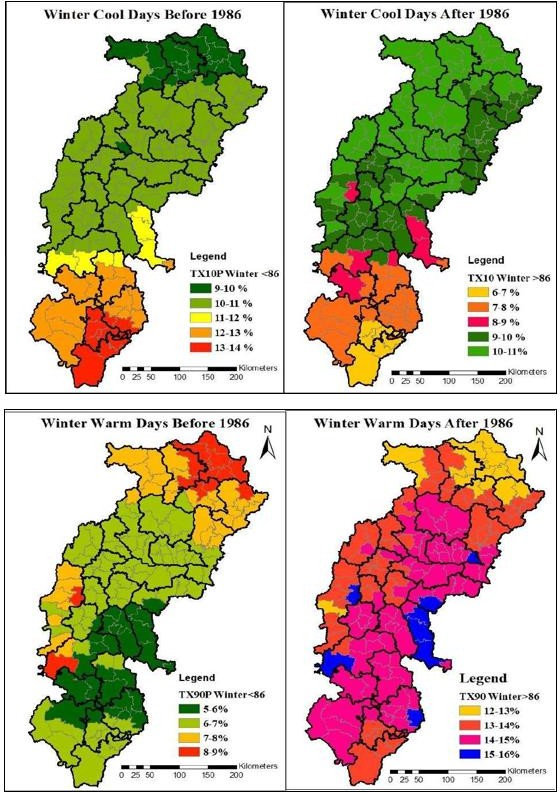 Winter Cool Days Before 1986
Legend
TX10P Winter <86
9-10 %
10-11 %
11-12 %
12-13 %
13-14 %
0 25 50 100 150 200 Kilometers
Winter Cool Days After 1986
Legend
TX10 Winter >86
6-7 %
7-8 %
8-9 %
9-10 %
10-11%
0 25 50 100 150 200 Kilometers
Winter Warm Days Before 1986
N
Legend
TX90P Winter<86
5-6%
6-7%
7-8%
8-9%
0 25 50 100 150 200 Kilometers
Winter Warm Days After 1986
N
Legend
TX90 Winter>86
12-13%
13-14%
14-15%
15-16%
0 25 50 100 150 200 Kilometers